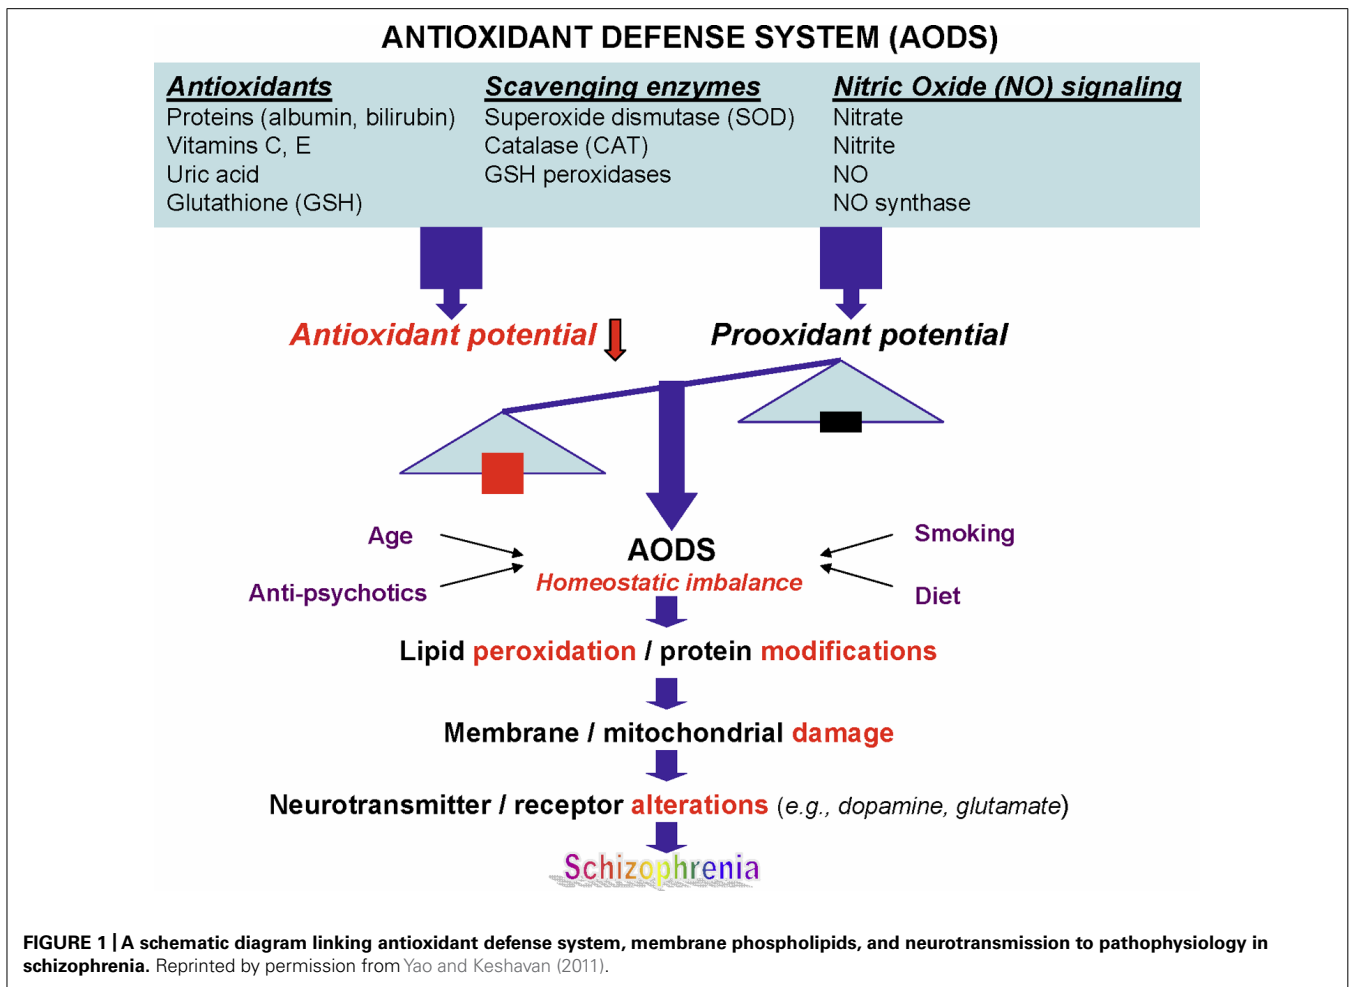 ANTIOXIDANT DEFENSE SYSTEM (AODS)
Antioxidants
Proteins (albumin, bilirubin)
Vitamins C, E
Uric acid
Glutathione (GSH)
Scavenging enzymes
Superoxide dismutase (SOD)
Catalase (CAT)
GSH peroxidases
Nitric Oxide (NO) signaling
Nitrate
Nitrite
NO
NO synthase
Antioxidant potential
Prooxidant potential
Age
Anti-psychotics
AODS
Homeostatic imbalance
Smoking
Diet
Lipid peroxidation / protein modifications
Membrane / mitochondrial damage
Neurotransmitter / receptor alterations (e.g., dopamine, glutamate)
Schizophrenia
FIGURE 1 | A schematic diagram linking antioxidant defense system, membrane phospholipids, and neurotransmission to pathophysiology in
schizophrenia. Reprinted by permission from Yao and Keshavan (2011).